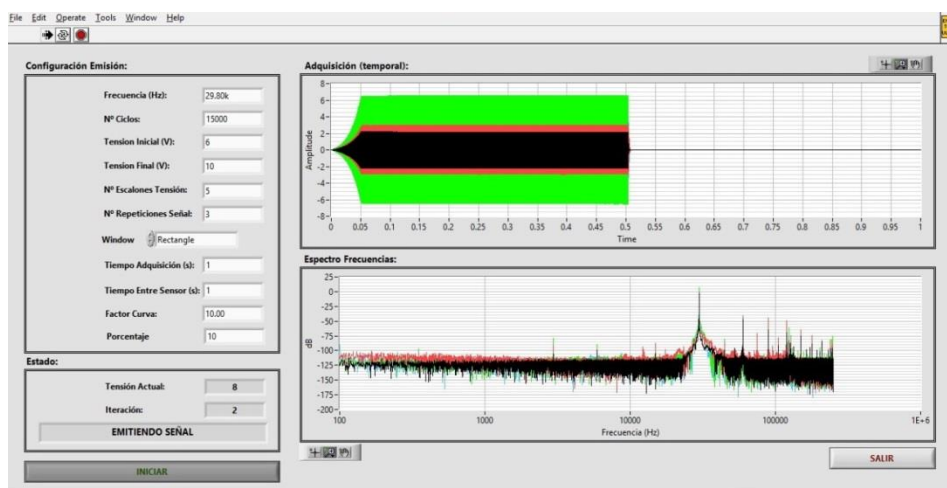 File Edit Operate Tools Window Help
Configuración Emisión:
Frecuencia (Hz): 29.80k
Nº Ciclos: 15000
Tension Inicial (V): 6
Tension Final (V): 10
Nº Escalones Tensión: 5
Nº Repeticiones Señal: 3
Window Rectangle
Tiempo Adquisición (s): 1
Tiempo Entre Sensor (s): 1
Factor Curva: 10.00
Porcentaje 10
Estado:
Tensión Actual: 8
Iteración: 2
EMITIENDO SEÑAL
INICIAR
Adquisición (temporal):
Amplitude
8
6
4
2
0
-2
-4
-6
-8
0 0.05 0.1 0.15 0.2 0.25 0.3 0.35 0.4 0.45 0.5 0.55 0.6 0.65 0.7 0.75 0.8 0.85 0.9 0.95 1
Time
Espectro Frecuencias:
dB
25
0
-25
-50
-75
-100
-125
-150
-175
-200
100 1000 10000 100000 1E+6
Frecuencia (Hz)
SALIR